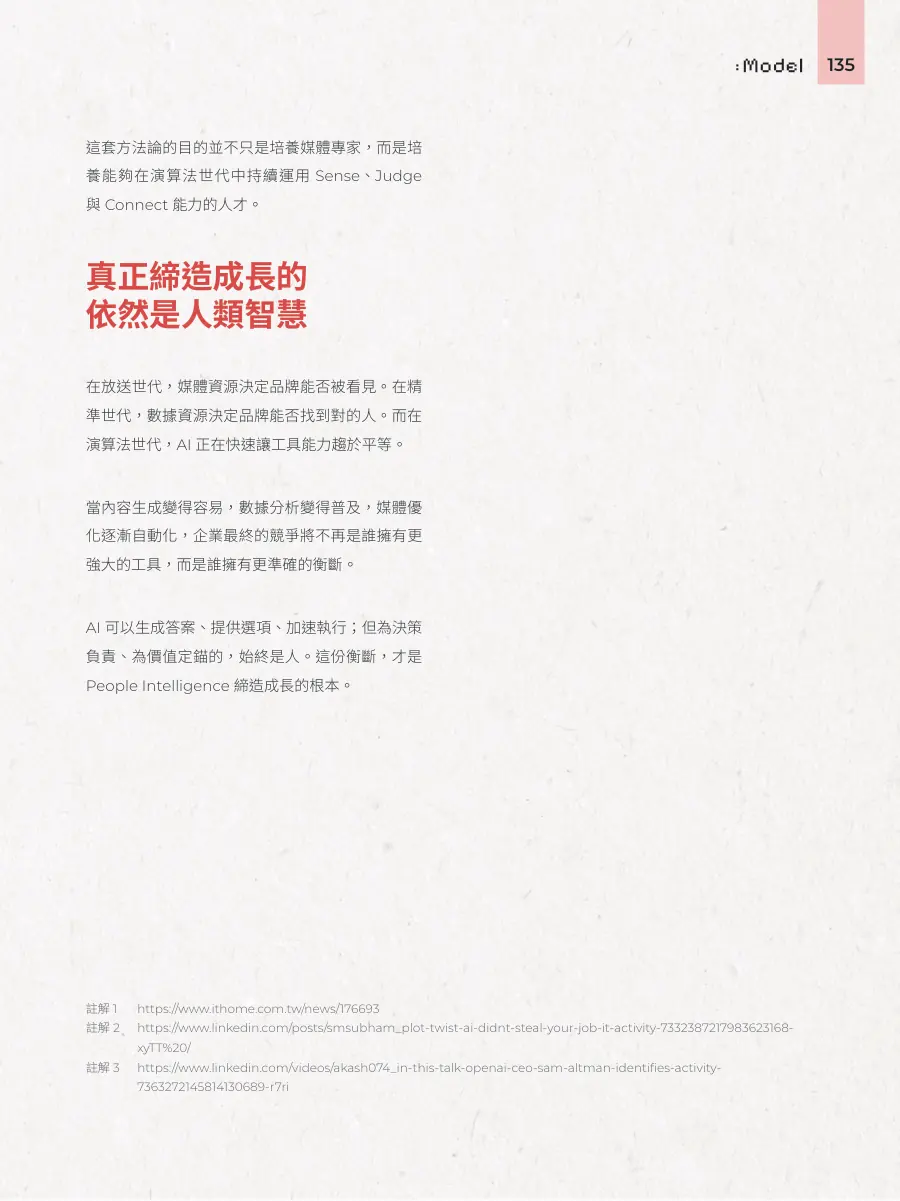 :Model 135
這套方法論的目的並不只是培養媒體專家，而是培
養能夠在演算法世代中持續運用 Sense、Judge
與 Connect 能力的人才。
真正締造成長的
依然是人類智慧
在放送世代，媒體資源決定品牌能否被看見。在精
準世代，數據資源決定品牌能否找到對的人。而在
演算法世代，AI 正在快速讓工具能力趨於平等。
當內容生成變得容易，數據分析變得普及，媒體優
化逐漸自動化，企業最終的競爭將不再是誰擁有更
強大的工具，而是誰擁有更準確的衡斷。
AI 可以生成答案、提供選項、加速執行；但為決策
負責、為價值定錨的，始終是人。這份衡斷，才是
People Intelligence 締造成長的根本。
註解 1 https://www.ithome.com.tw/news/176693
註解 2、 https://www.linkedin.com/posts/smsubham_plot-twist-ai-didnt-steal-your-job-it-activity-7332387217983623168-
xyTT%20/
註解 3 https://www.linkedin.com/videos/akash074_in-this-talk-openai-ceo-sam-altman-identifies-activity-
7363272145814130689-r7ri